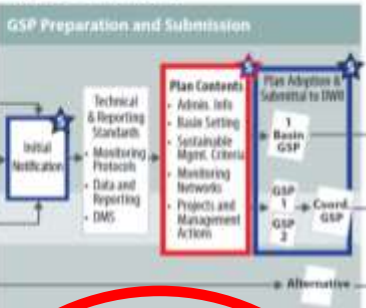 GSP Preparation and Submission
Initial
Notification
Technical
& Reporting
Standards
• Monitoring
Protocols
• Data and
Reporting
• DMS
Plan Contents
• Admin. Info
• Basin Setting
• Sustainable
Mgmt. Criteria
• Monitoring
Networks
• Projects and
Management
Actions
Plan Adoption &
Submittal to DWR
1
Basin
GSP
GSP
1
GSP
2
Coord.
GSP
Alternative